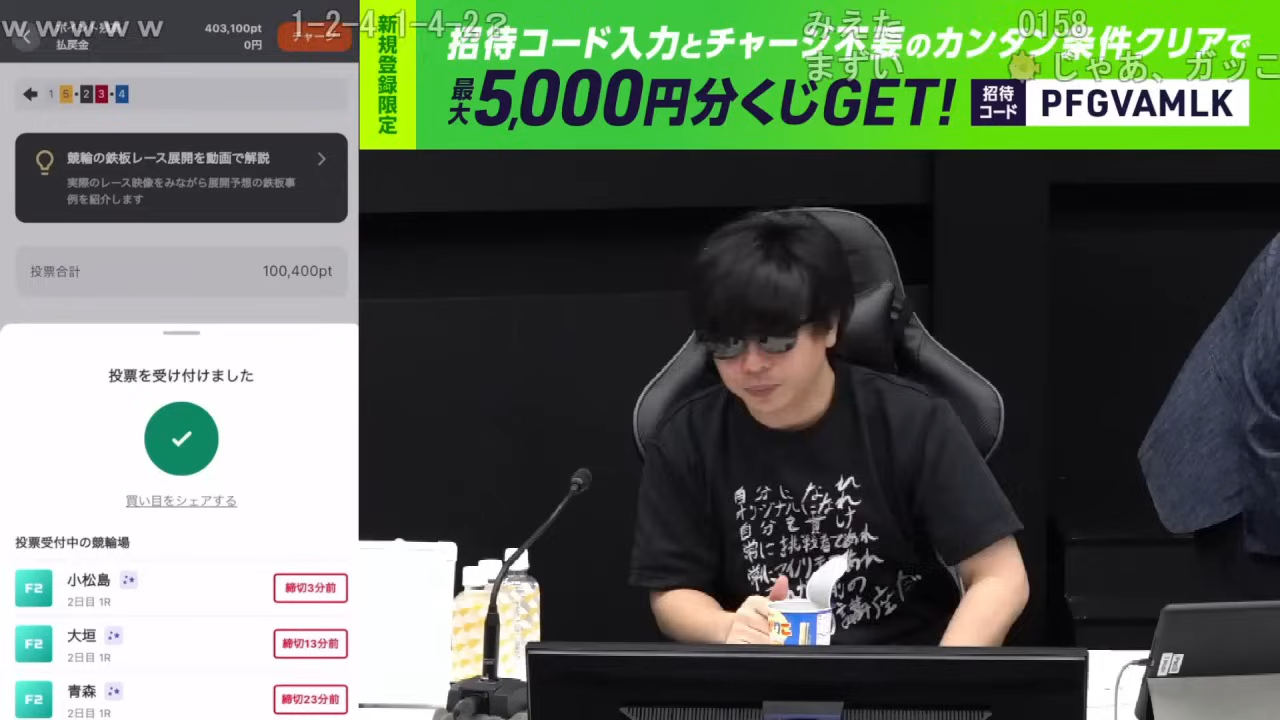 w w w w w
403,100pt
払戻金
0円
チャージ
1-2-4
1-4-2
みえた
まずい
0158
じゃあ、ガッコ
新規登録限定
招待コード入力とチャージ不要のカンタン条件クリアで
最大5,000円分くじGET!
招待コード
PFGVAMLK
1 5・2 3・4
競輪の鉄板レース展開を動画で解説
実際のレース映像をみながら展開予想の鉄板事
例を紹介します
投票合計
100,400pt
投票を受け付けました
買い目をシェアする
投票受付中の競輪場
F2
小松島
2日目 1R
締切3分前
F2
大垣
2日目 1R
締切13分前
F2
青森
2日目 1R
締切23分前